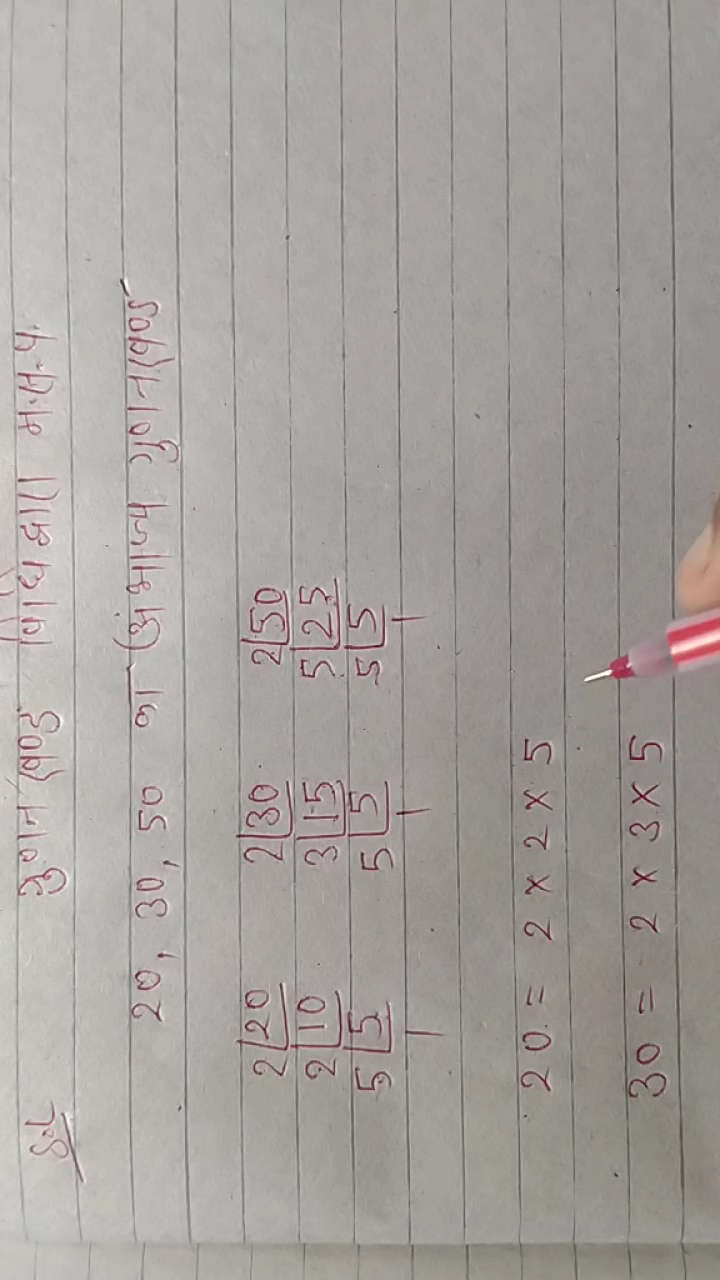 Sol गुणनखण्ड विधि द्वारा म.स.प.
20, 30, 50 का अभाज्य गुणनखण्ड
2|20 2|30 2|50
2|10 3|15 5|25
5|5 5|5 5|5
1 1 1
20 = 2 × 2 × 5
30 = 2 × 3 × 5